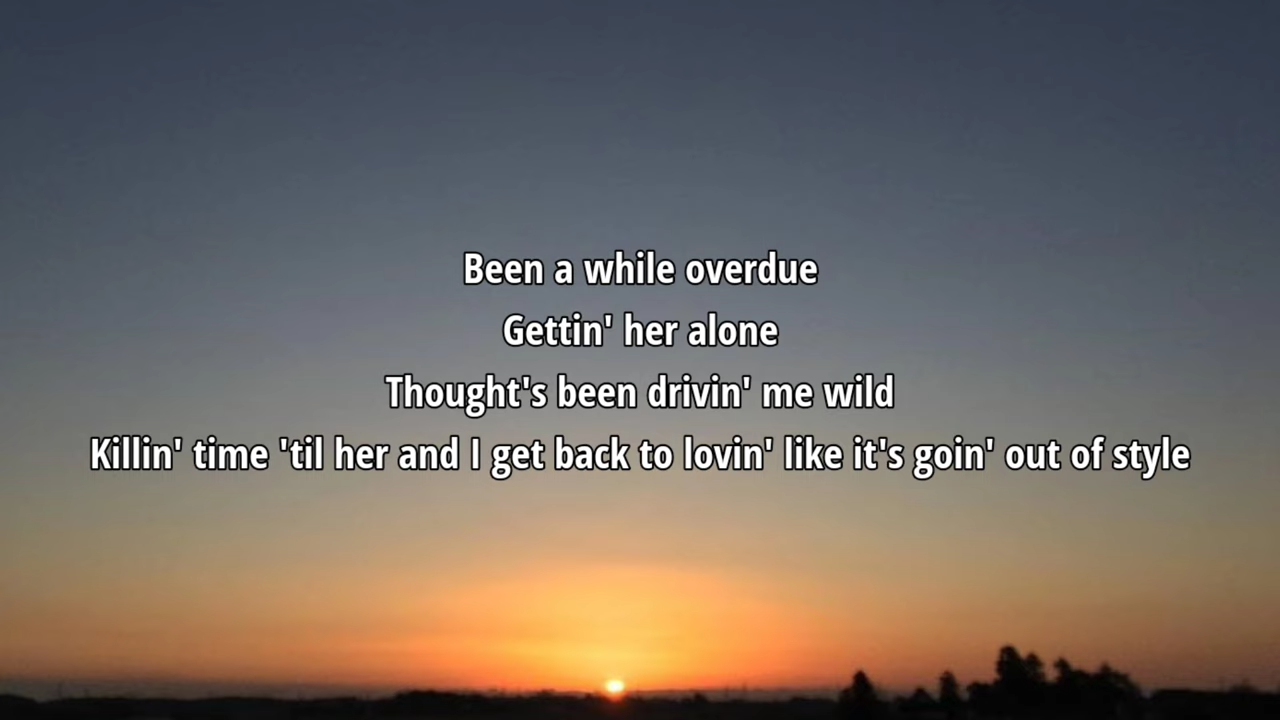 Been a while overdue
Gettin' her alone
Thought's been drivin' me wild
Killin' time 'til her and I get back to lovin' like it's goin' out of style